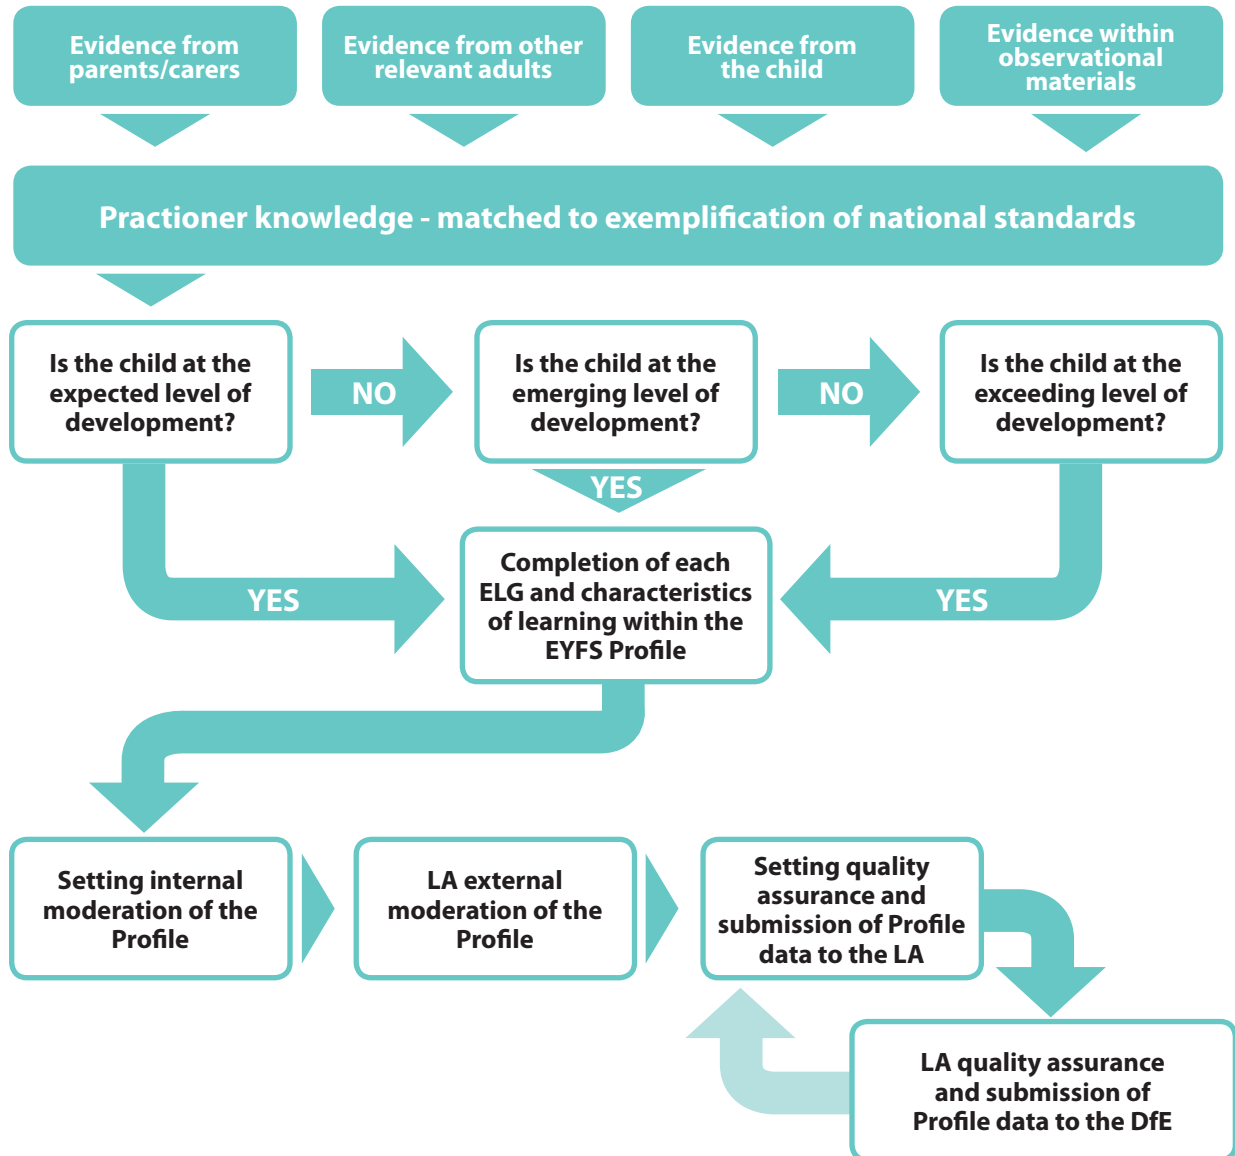 Evidence from
parents/carers
Evidence from other
relevant adults
Evidence from
the child
Evidence within
observational
materials
Practioner knowledge - matched to exemplification of national standards
Is the child at the
expected level of
development?
NO
Is the child at the
emerging level of
development?
NO
Is the child at the
exceeding level of
development?
YES
YES
YES
Completion of each
ELG and characteristics
of learning within the
EYFS Profile
Setting internal
moderation of the
Profile
LA external
moderation of the
Profile
Setting quality
assurance and
submission of Profile
data to the LA
LA quality assurance
and submission of
Profile data to the DfE